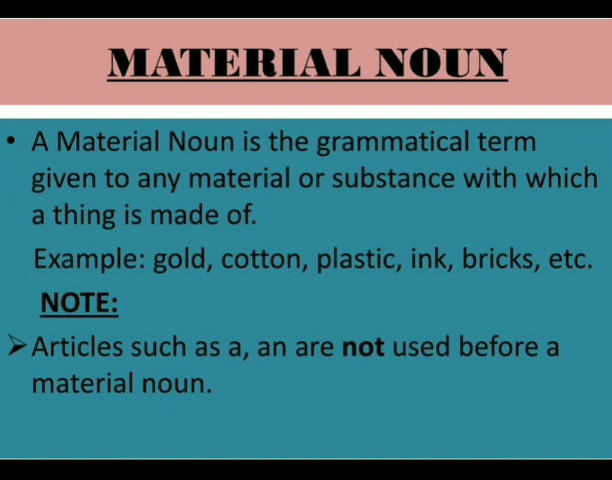 MATERIAL NOUN
• A Material Noun is the grammatical term
given to any material or substance with which
a thing is made of.
Example: gold, cotton, plastic, ink, bricks, etc.
NOTE:
➢ Articles such as a, an are not used before a
material noun.